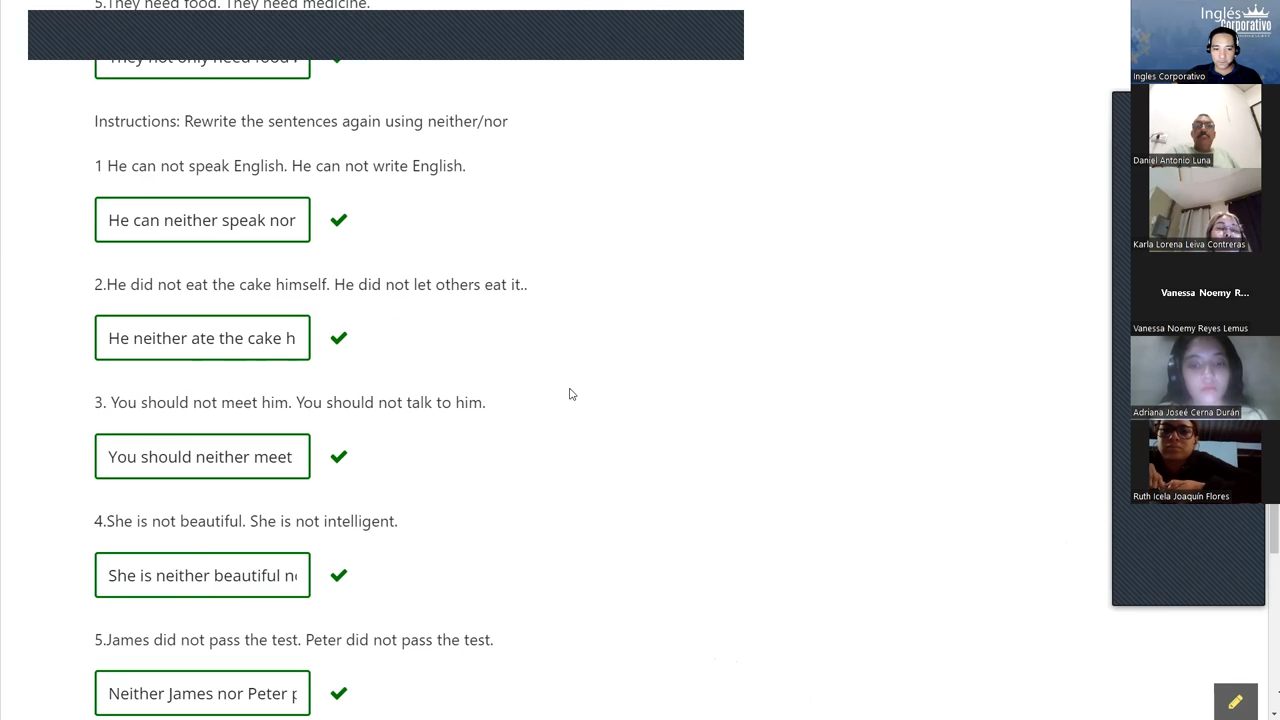 5.They need food. They need medicine.
They not only need food
Instructions: Rewrite the sentences again using neither/nor
1 He can not speak English. He can not write English.
He can neither speak nor
2.He did not eat the cake himself. He did not let others eat it..
He neither ate the cake h
3. You should not meet him. You should not talk to him.
You should neither meet
4.She is not beautiful. She is not intelligent.
She is neither beautiful no
5.James did not pass the test. Peter did not pass the test.
Neither James nor Peter p
Inglés
Corporativo
Ingles Corporativo
Daniel Antonio Luna
Karla Lorena Leiva Contreras
Vanessa Noemy R...
Vanessa Noemy Reyes Lemus
Adriana Joseé Cerna Durán
Ruth Icela Joaquín Flores